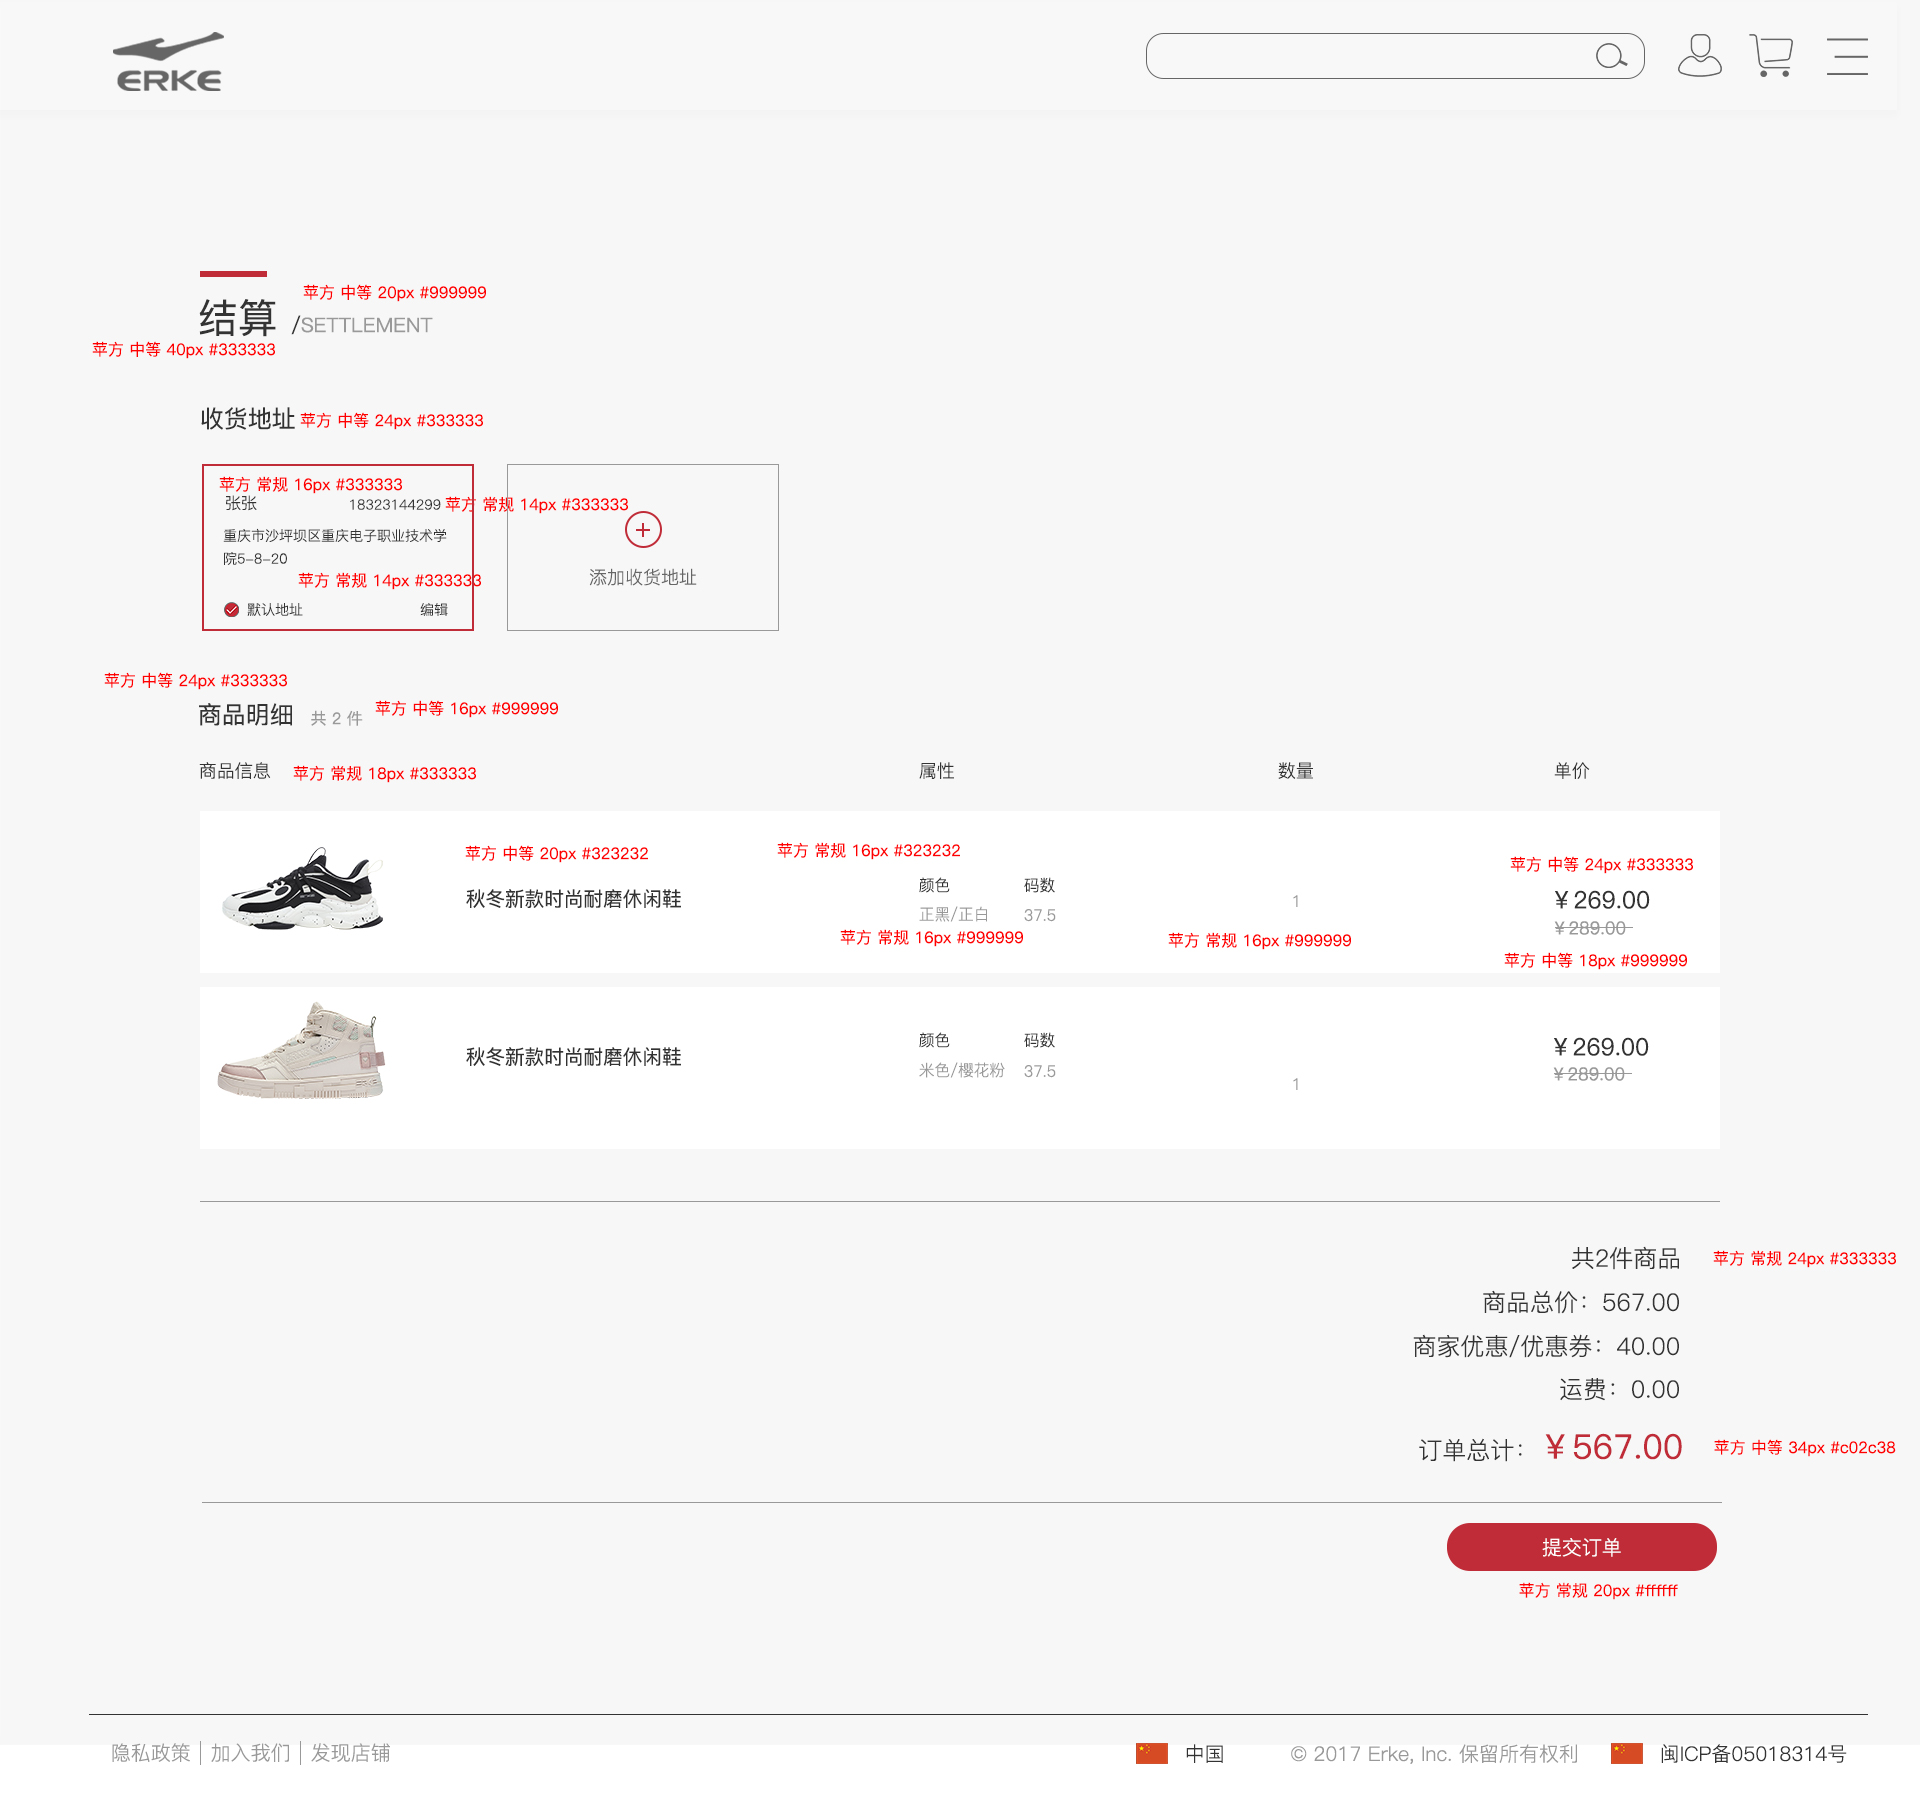 ERKE
苹方 中等 20px #999999
结算 /SETTLEMENT
苹方 中等 40px #333333
收货地址 苹方 中等 24px #333333
苹方 常规 16px #333333
张张 18323144299 苹方 常规 14px #333333
重庆市沙坪坝区重庆电子职业技术学
院5-8-20
苹方 常规 14px #333333
默认地址 编辑
添加收货地址
苹方 中等 24px #333333
商品明细 共 2 件 苹方 中等 16px #999999
商品信息 苹方 常规 18px #333333 属性 数量 单价
苹方 中等 20px #323232 苹方 常规 16px #323232
苹方 中等 24px #333333
颜色 码数
秋冬新款时尚耐磨休闲鞋 1 ¥269.00
正黑/正白 37.5
¥289.00
苹方 常规 16px #999999 苹方 常规 16px #999999
苹方 中等 18px #999999
颜色 码数
秋冬新款时尚耐磨休闲鞋 ¥269.00
米色/樱花粉 37.5 ¥289.00
1
共2件商品 苹方 常规 24px #333333
商品总价：567.00
商家优惠/优惠券：40.00
运费：0.00
订单总计：¥567.00 苹方 中等 34px #c02c38
提交订单
苹方 常规 20px #ffffff
隐私政策 | 加入我们 | 发现店铺 中国 © 2017 Erke, Inc. 保留所有权利 闽ICP备05018314号